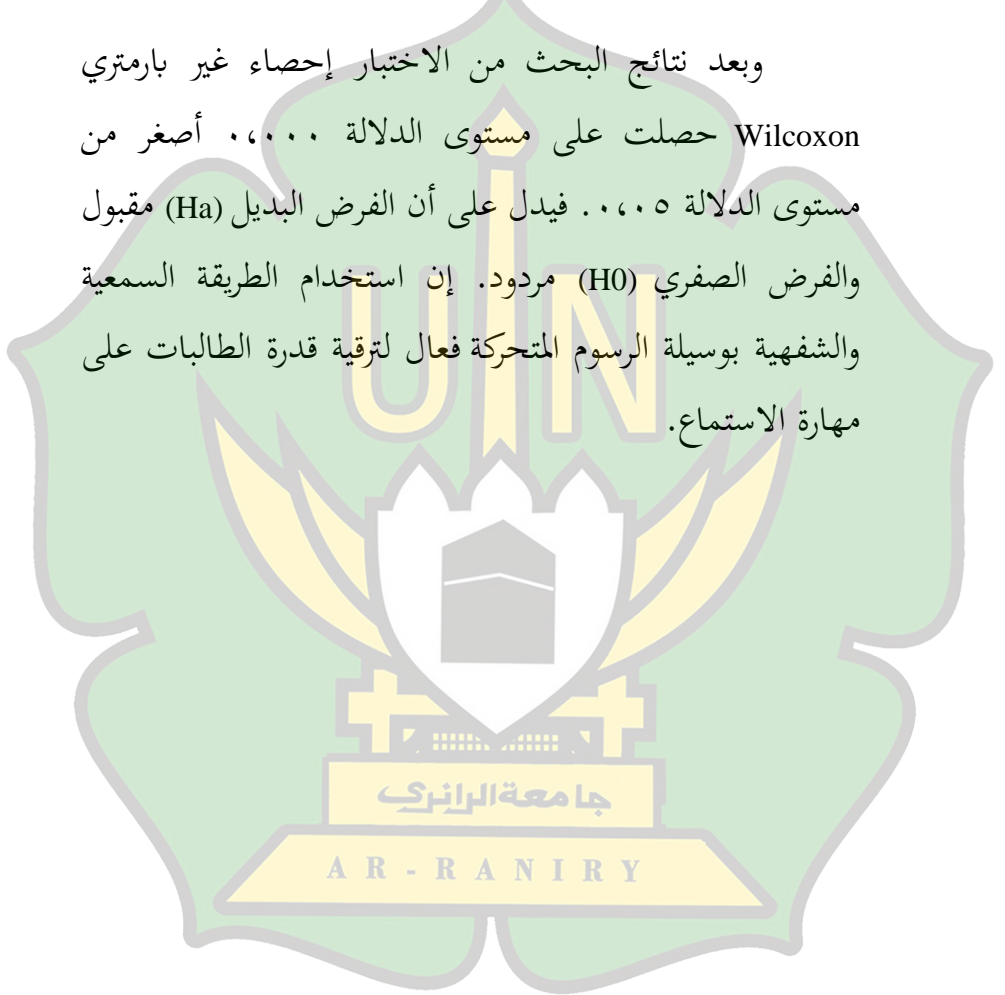 وبعد نتائج البحث من الاختبار إحصاء غير بارمتري
Wilcoxon حصلت على مستوى الدلالة ٠،٠٠٠ أصغر من
مستوى الدلالة ٠،٠٥. فيدل على أن الفرض البديل (Ha) مقبول
والفرض الصفري (H0) مردود. إن استخدام الطريقة السمعية
والشفهية بوسيلة الرسوم المتحركة فعال لترقية قدرة الطالبات على
مهارة الاستماع.
UIN
جامعة الرانري
AR-RANIRY